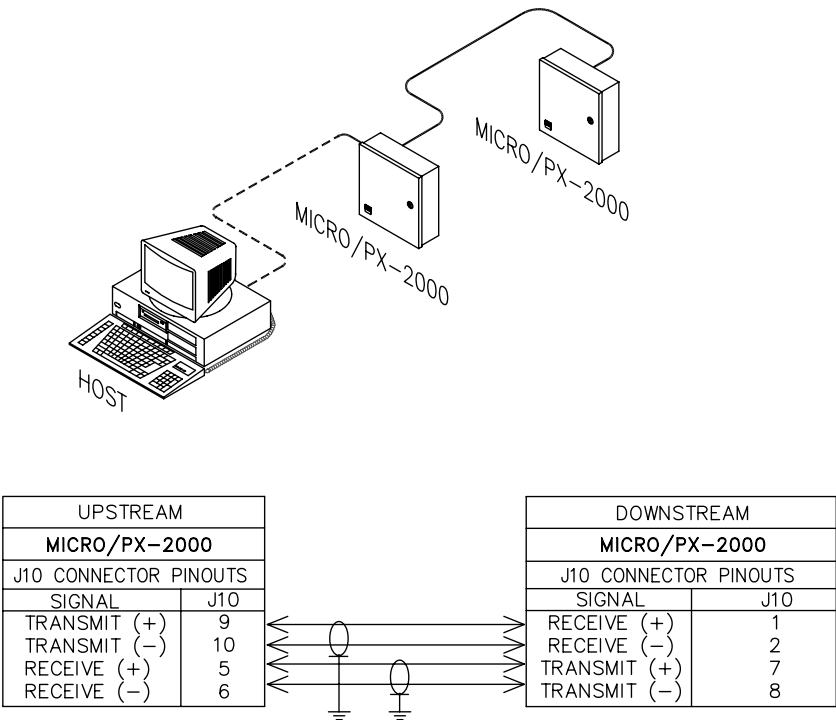 MICRO/PX-2000
MICRO/PX-2000
HOST
UPSTREAM
MICRO/PX-2000
J10 CONNECTOR PINOUTS
SIGNAL J10
TRANSMIT (+) 9
TRANSMIT (-) 10
RECEIVE (+) 5
RECEIVE (-) 6
DOWNSTREAM
MICRO/PX-2000
J10 CONNECTOR PINOUTS
SIGNAL J10
RECEIVE (+) 1
RECEIVE (-) 2
TRANSMIT (+) 7
TRANSMIT (-) 8